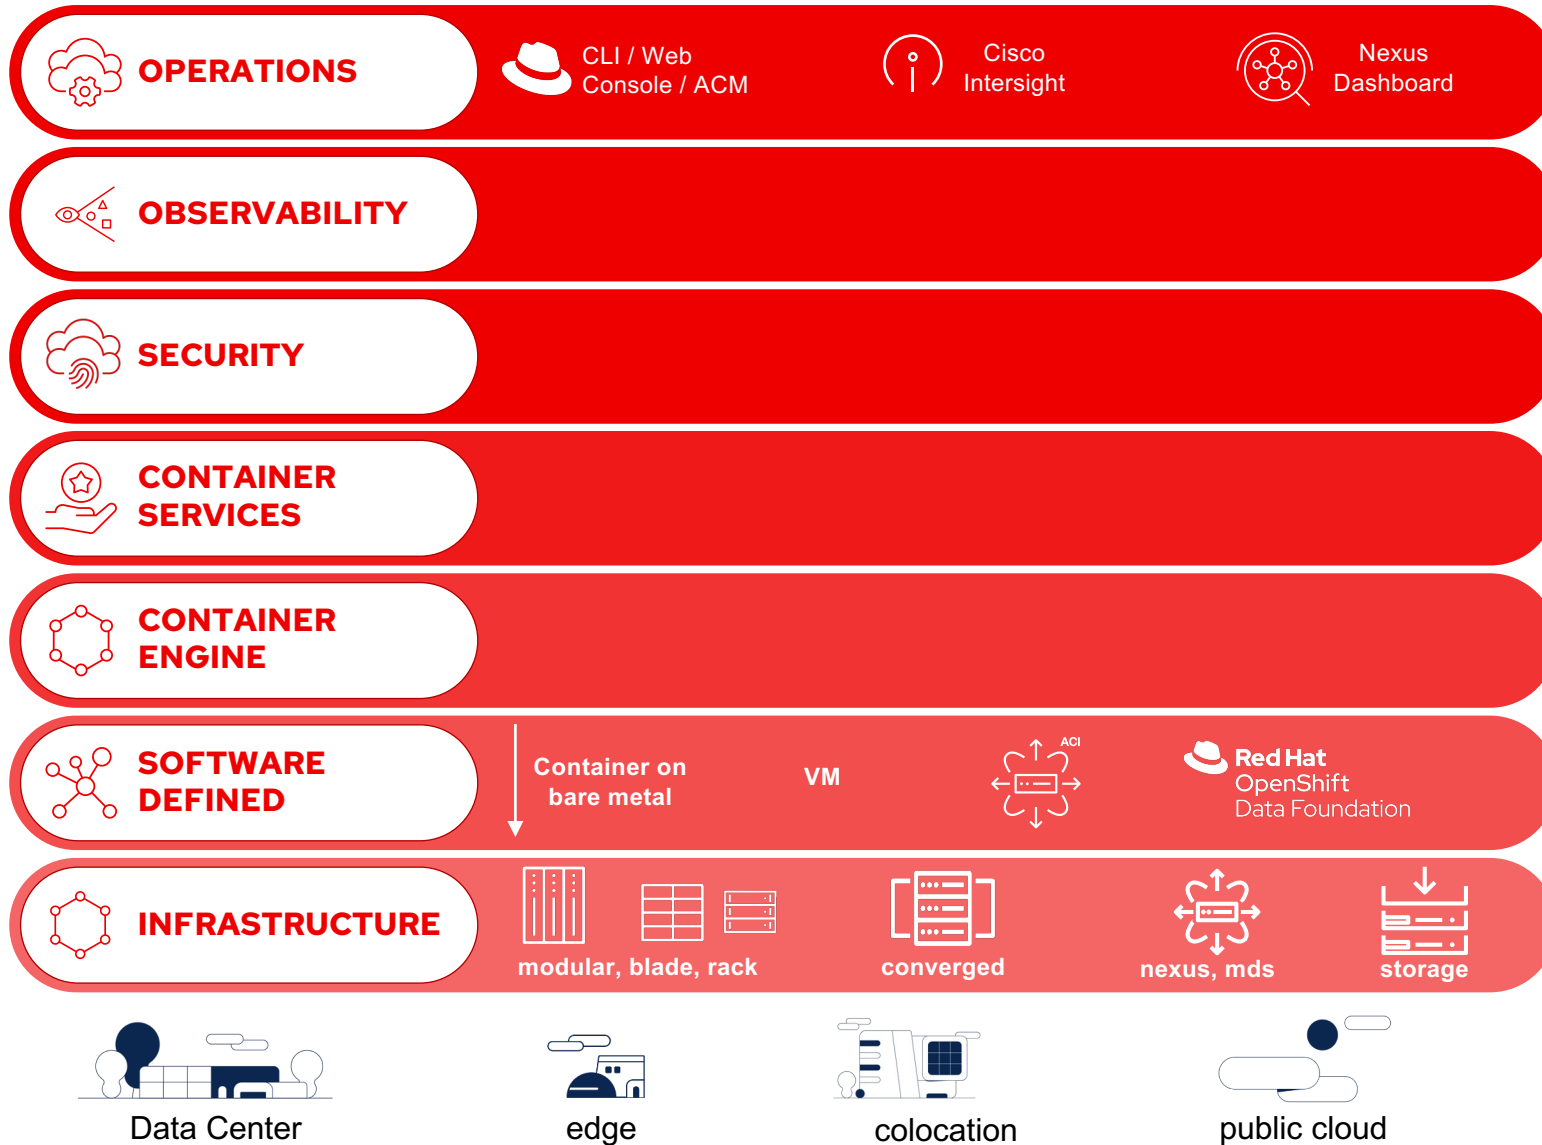 OPERATIONS
CLI / Web
Console / ACM
Cisco
Intersight
Nexus
Dashboard
OBSERVABILITY
SECURITY
CONTAINER
SERVICES
CONTAINER
ENGINE
SOFTWARE
DEFINED
Container on
bare metal
VM
ACI
Red Hat
OpenShift
Data Foundation
INFRASTRUCTURE
modular, blade, rack
converged
nexus, mds
storage
Data Center
edge
colocation
public cloud